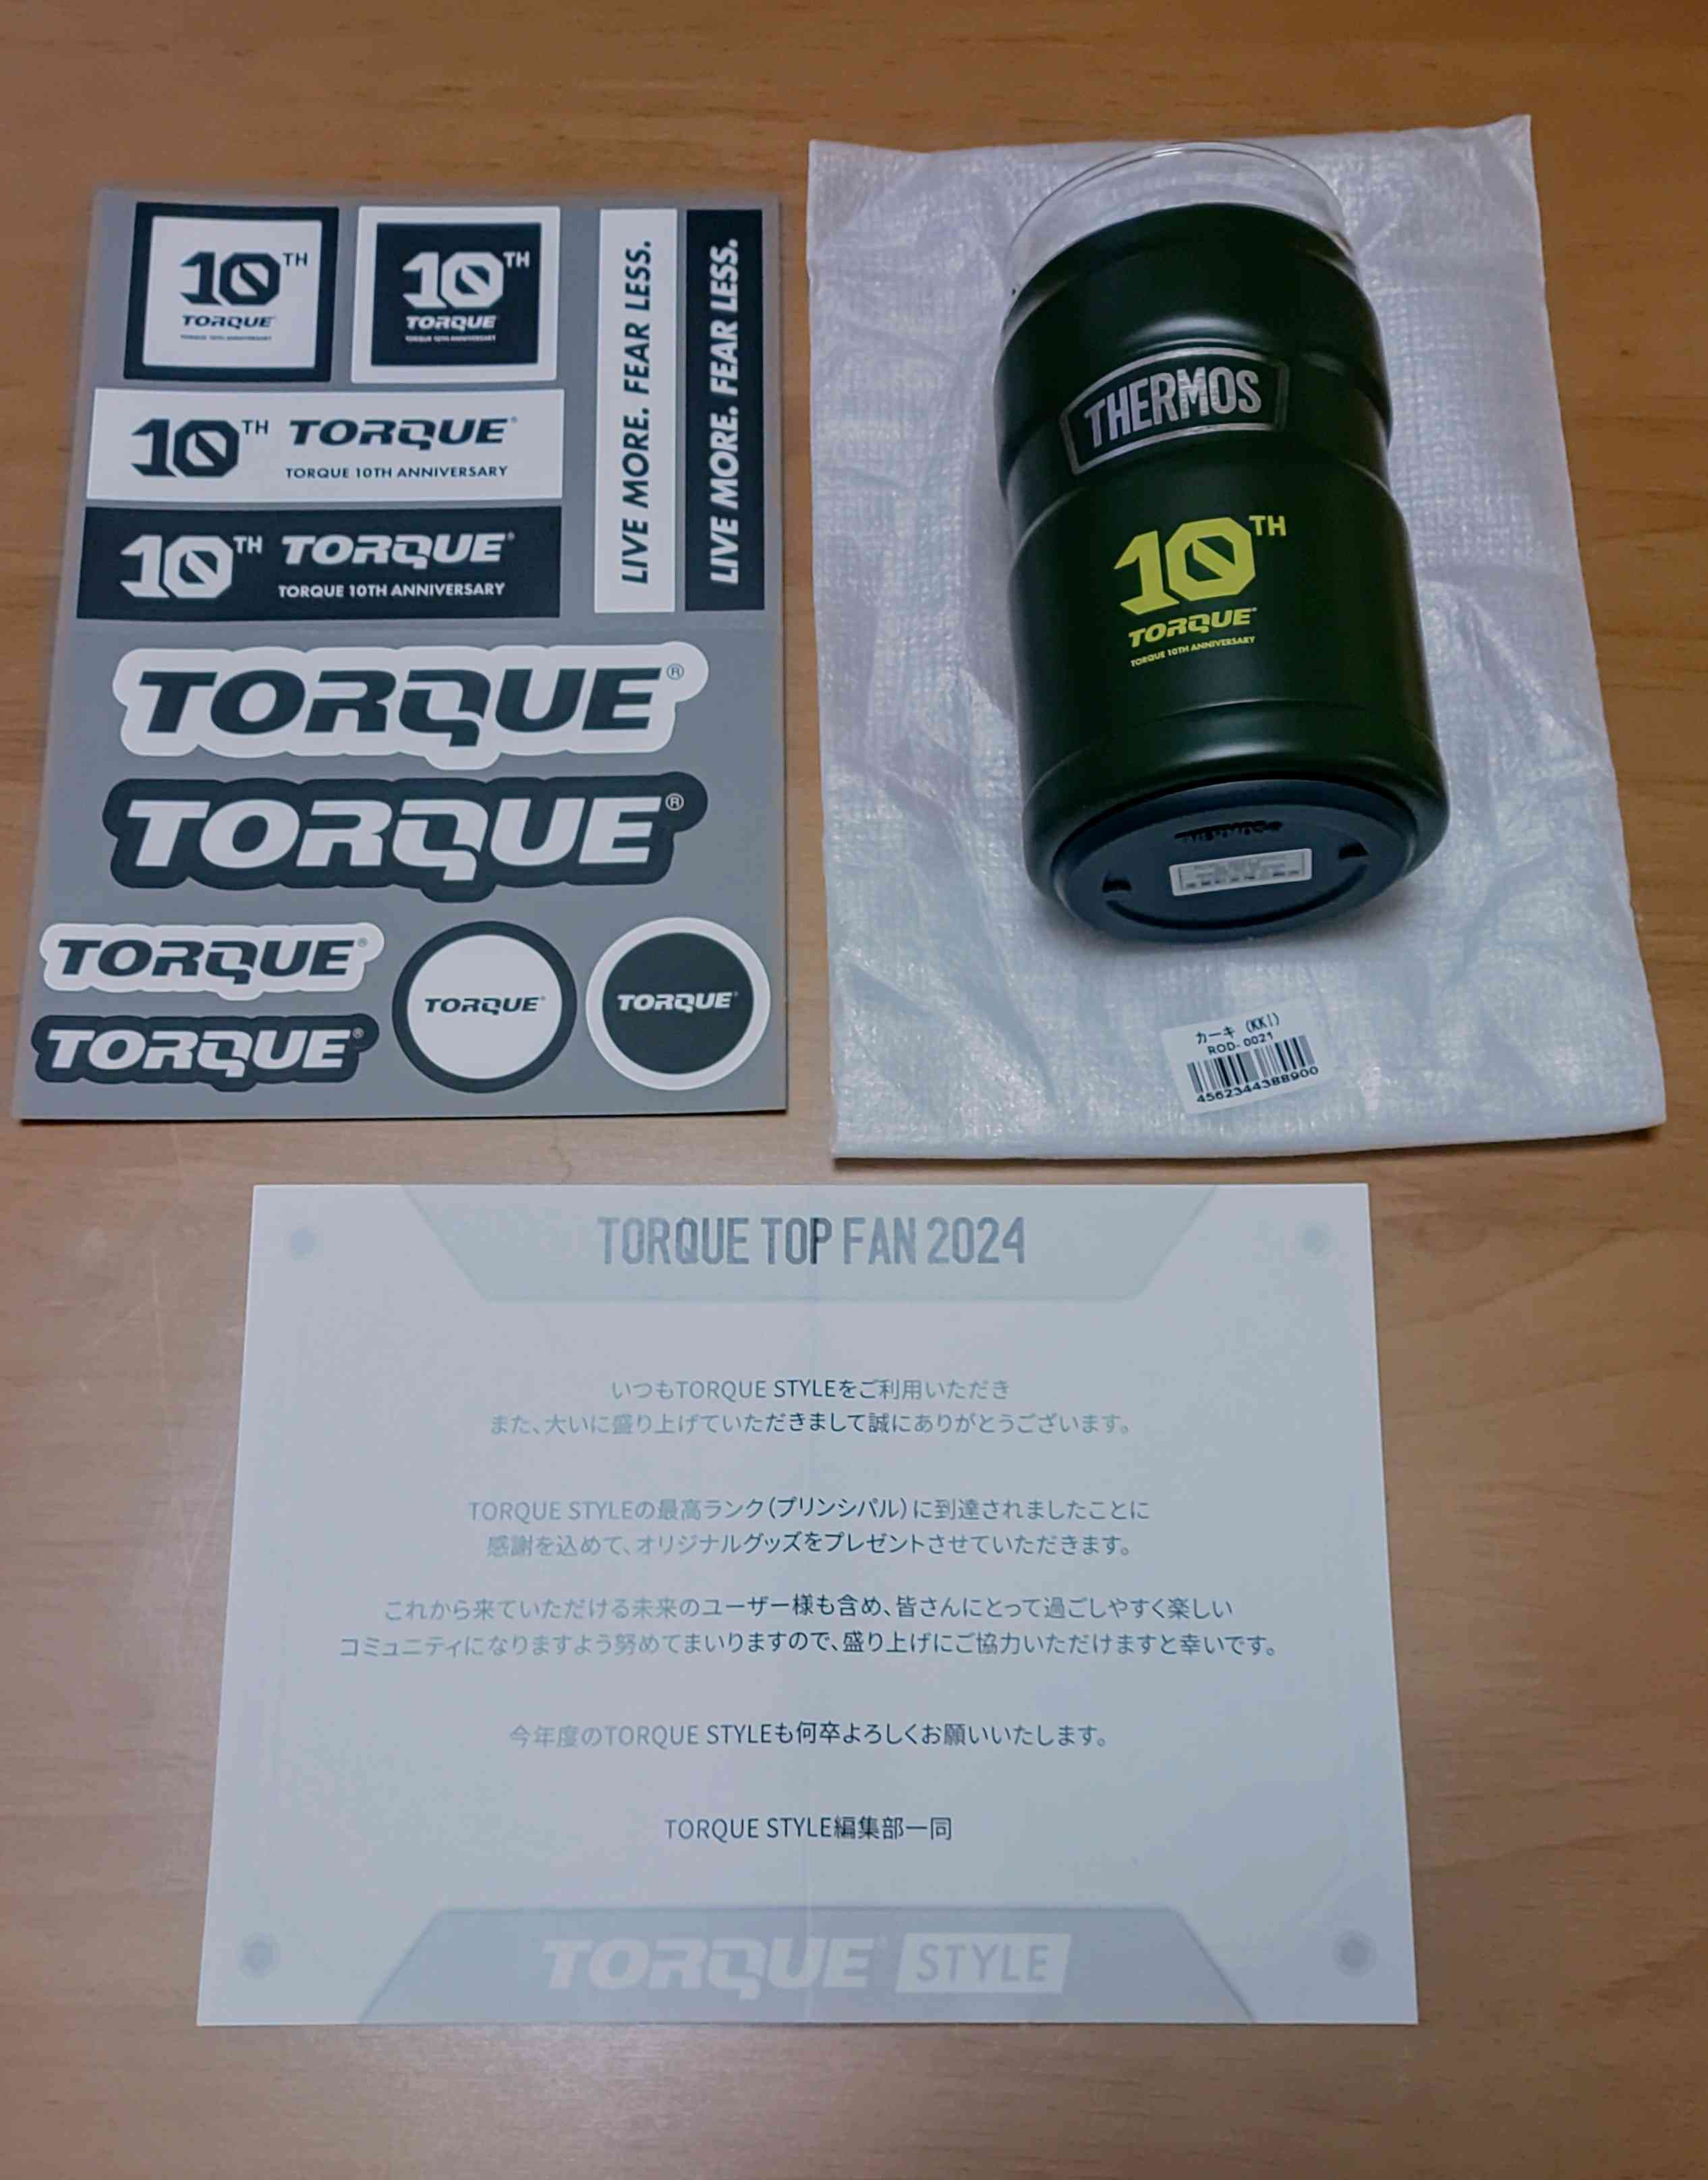 10TH
TORQUE
TORQUE 10TH ANNIVERSARY
10TH
TORQUE
TORQUE 10TH ANNIVERSARY
LIVE MORE. FEAR LESS.
LIVE MORE. FEAR LESS.
10TH TORQUE®
TORQUE 10TH ANNIVERSARY
10TH TORQUE®
TORQUE 10TH ANNIVERSARY
TORQUE®
TORQUE®
TORQUE®
TORQUE®
TORQUE®
TORQUE®
THERMOS
10TH
TORQUE®
TORQUE 10TH ANNIVERSARY
THERMOS
カーキ (KKI)
ROD-0021
4562344388900
TORQUE TOP FAN 2024
いつもTORQUE STYLEをご利用いただき
また、大いに盛り上げていただきまして誠にありがとうございます。
TORQUE STYLEの最高ランク(プリンシパル)に到達されましたことに
感謝を込めて、オリジナルグッズをプレゼントさせていただきます。
これから来ていただける未来のユーザー様も含め、皆さんにとって過ごしやすく楽しい
コミュニティになりますよう努めてまいりますので、盛り上げにご協力いただけますと幸いです。
今年度のTORQUE STYLEも何卒よろしくお願いいたします。
TORQUE STYLE編集部一同
TORQUE® STYLE